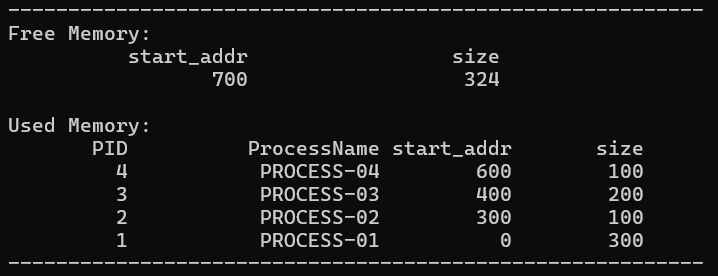 ----------------------------------------------------------
Free Memory:
          start_addr                 size
                 700                  324

Used Memory:
       PID          ProcessName start_addr       size
         4           PROCESS-04        600        100
         3           PROCESS-03        400        200
         2           PROCESS-02        300        100
         1           PROCESS-01          0        300
----------------------------------------------------------